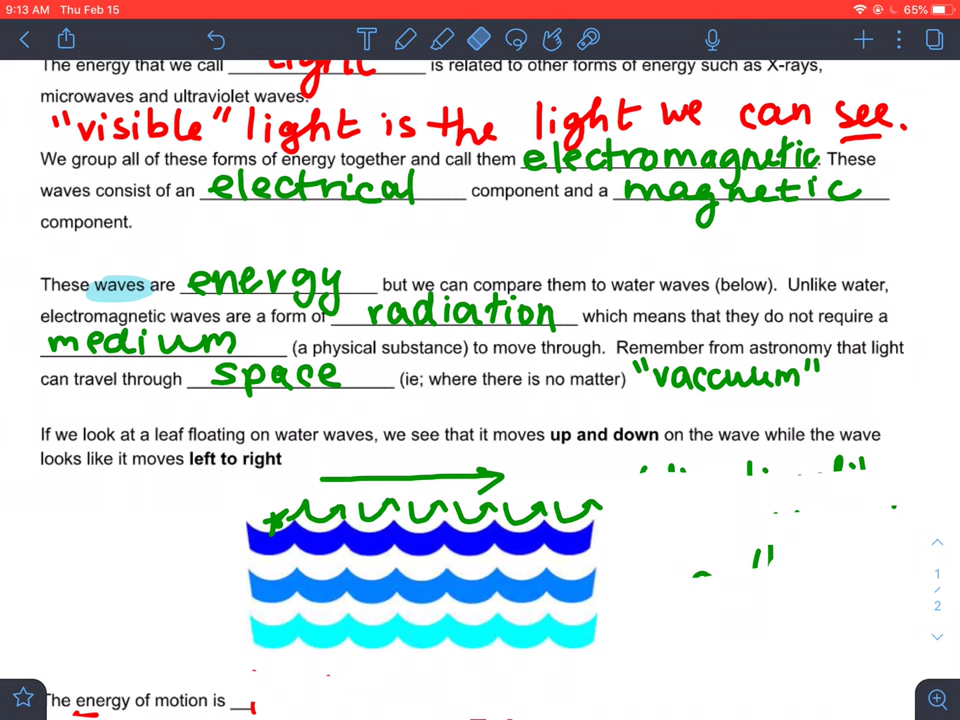 9:13 AM Thu Feb 15 65%
The energy that we call light is related to other forms of energy such as X-rays,
microwaves and ultraviolet waves.
"visible" light is the light we can see.
We group all of these forms of energy together and call them electromagnetic. These
waves consist of an electrical component and a magnetic
component.
These waves are energy but we can compare them to water waves (below). Unlike water,
electromagnetic waves are a form of radiation which means that they do not require a
medium (a physical substance) to move through. Remember from astronomy that light
can travel through space (ie; where there is no matter) "vaccuum"
If we look at a leaf floating on water waves, we see that it moves up and down on the wave while the wave
looks like it moves left to right
1
/
2
The energy of motion is